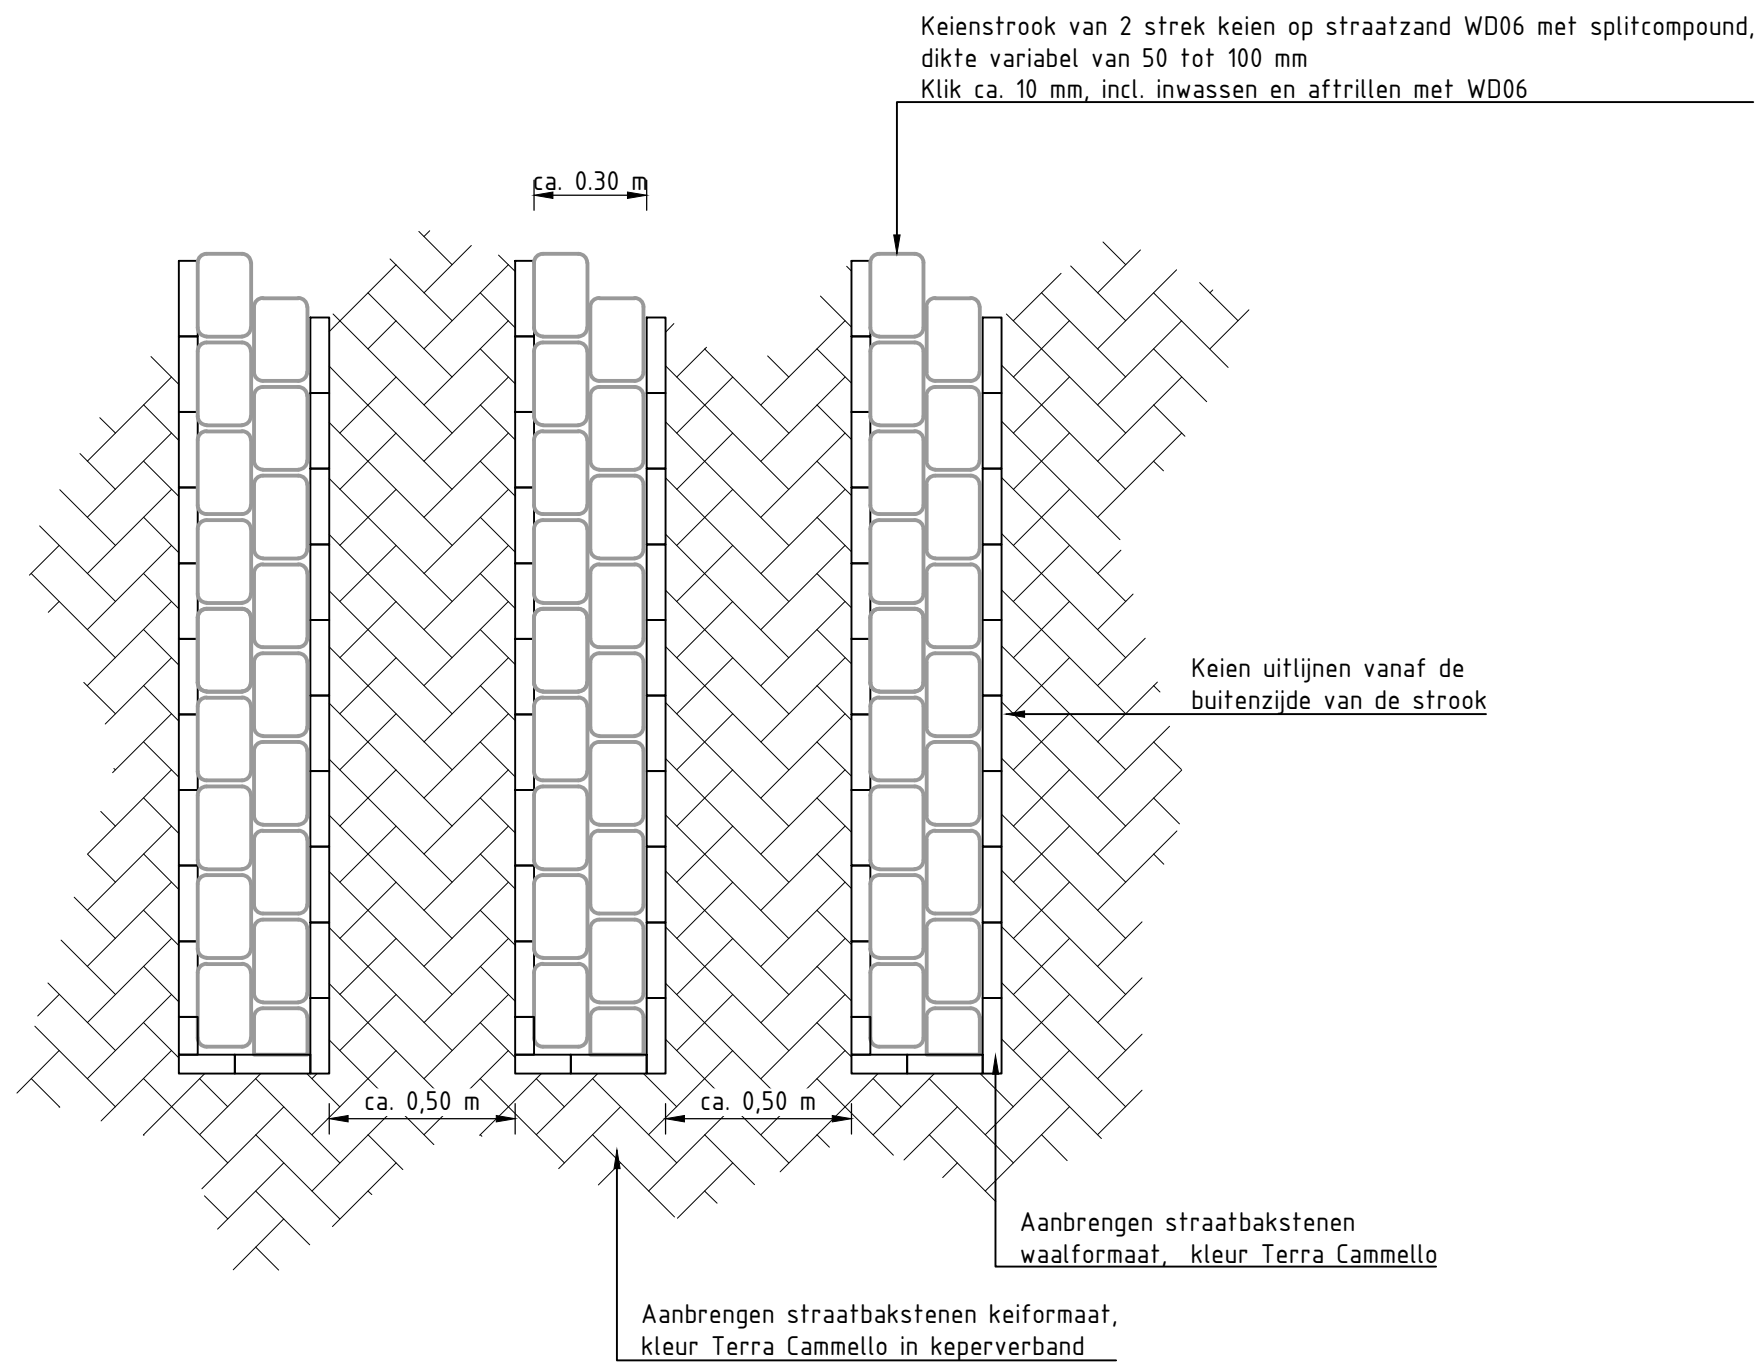 Keienstrook van 2 strek keien op straatzand WD06 met splitcompound,
dikte variabel van 50 tot 100 mm
Klik ca. 10 mm, incl. inwassen en aftrillen met WD06
ca. 0.30 m
Keien uitlijnen vanaf de
buitenzijde van de strook
ca. 0,50 m
ca. 0,50 m
Aanbrengen straatbakstenen
waalformaat, kleur Terra Cammello
Aanbrengen straatbakstenen keiformaat,
kleur Terra Cammello in keperverband